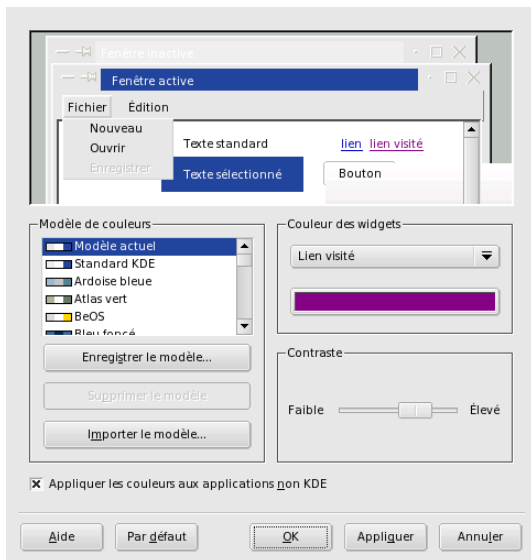 Fenêtre inactive
Fenêtre active
Fichier Édition
Nouveau
Ouvrir
Enregistrer
Texte standard lien lien visité
Texte sélectionné Bouton
Modèle de couleurs
Modèle actuel
Standard KDE
Ardoise bleue
Atlas vert
BeOS
Bleu foncé
Enregistrer le modèle...
Supprimer le modèle
Importer le modèle...
Couleur des widgets
Lien visité
Contraste
Faible Élevé
Appliquer les couleurs aux applications non KDE
Aide Par défaut OK Appliquer Annuler